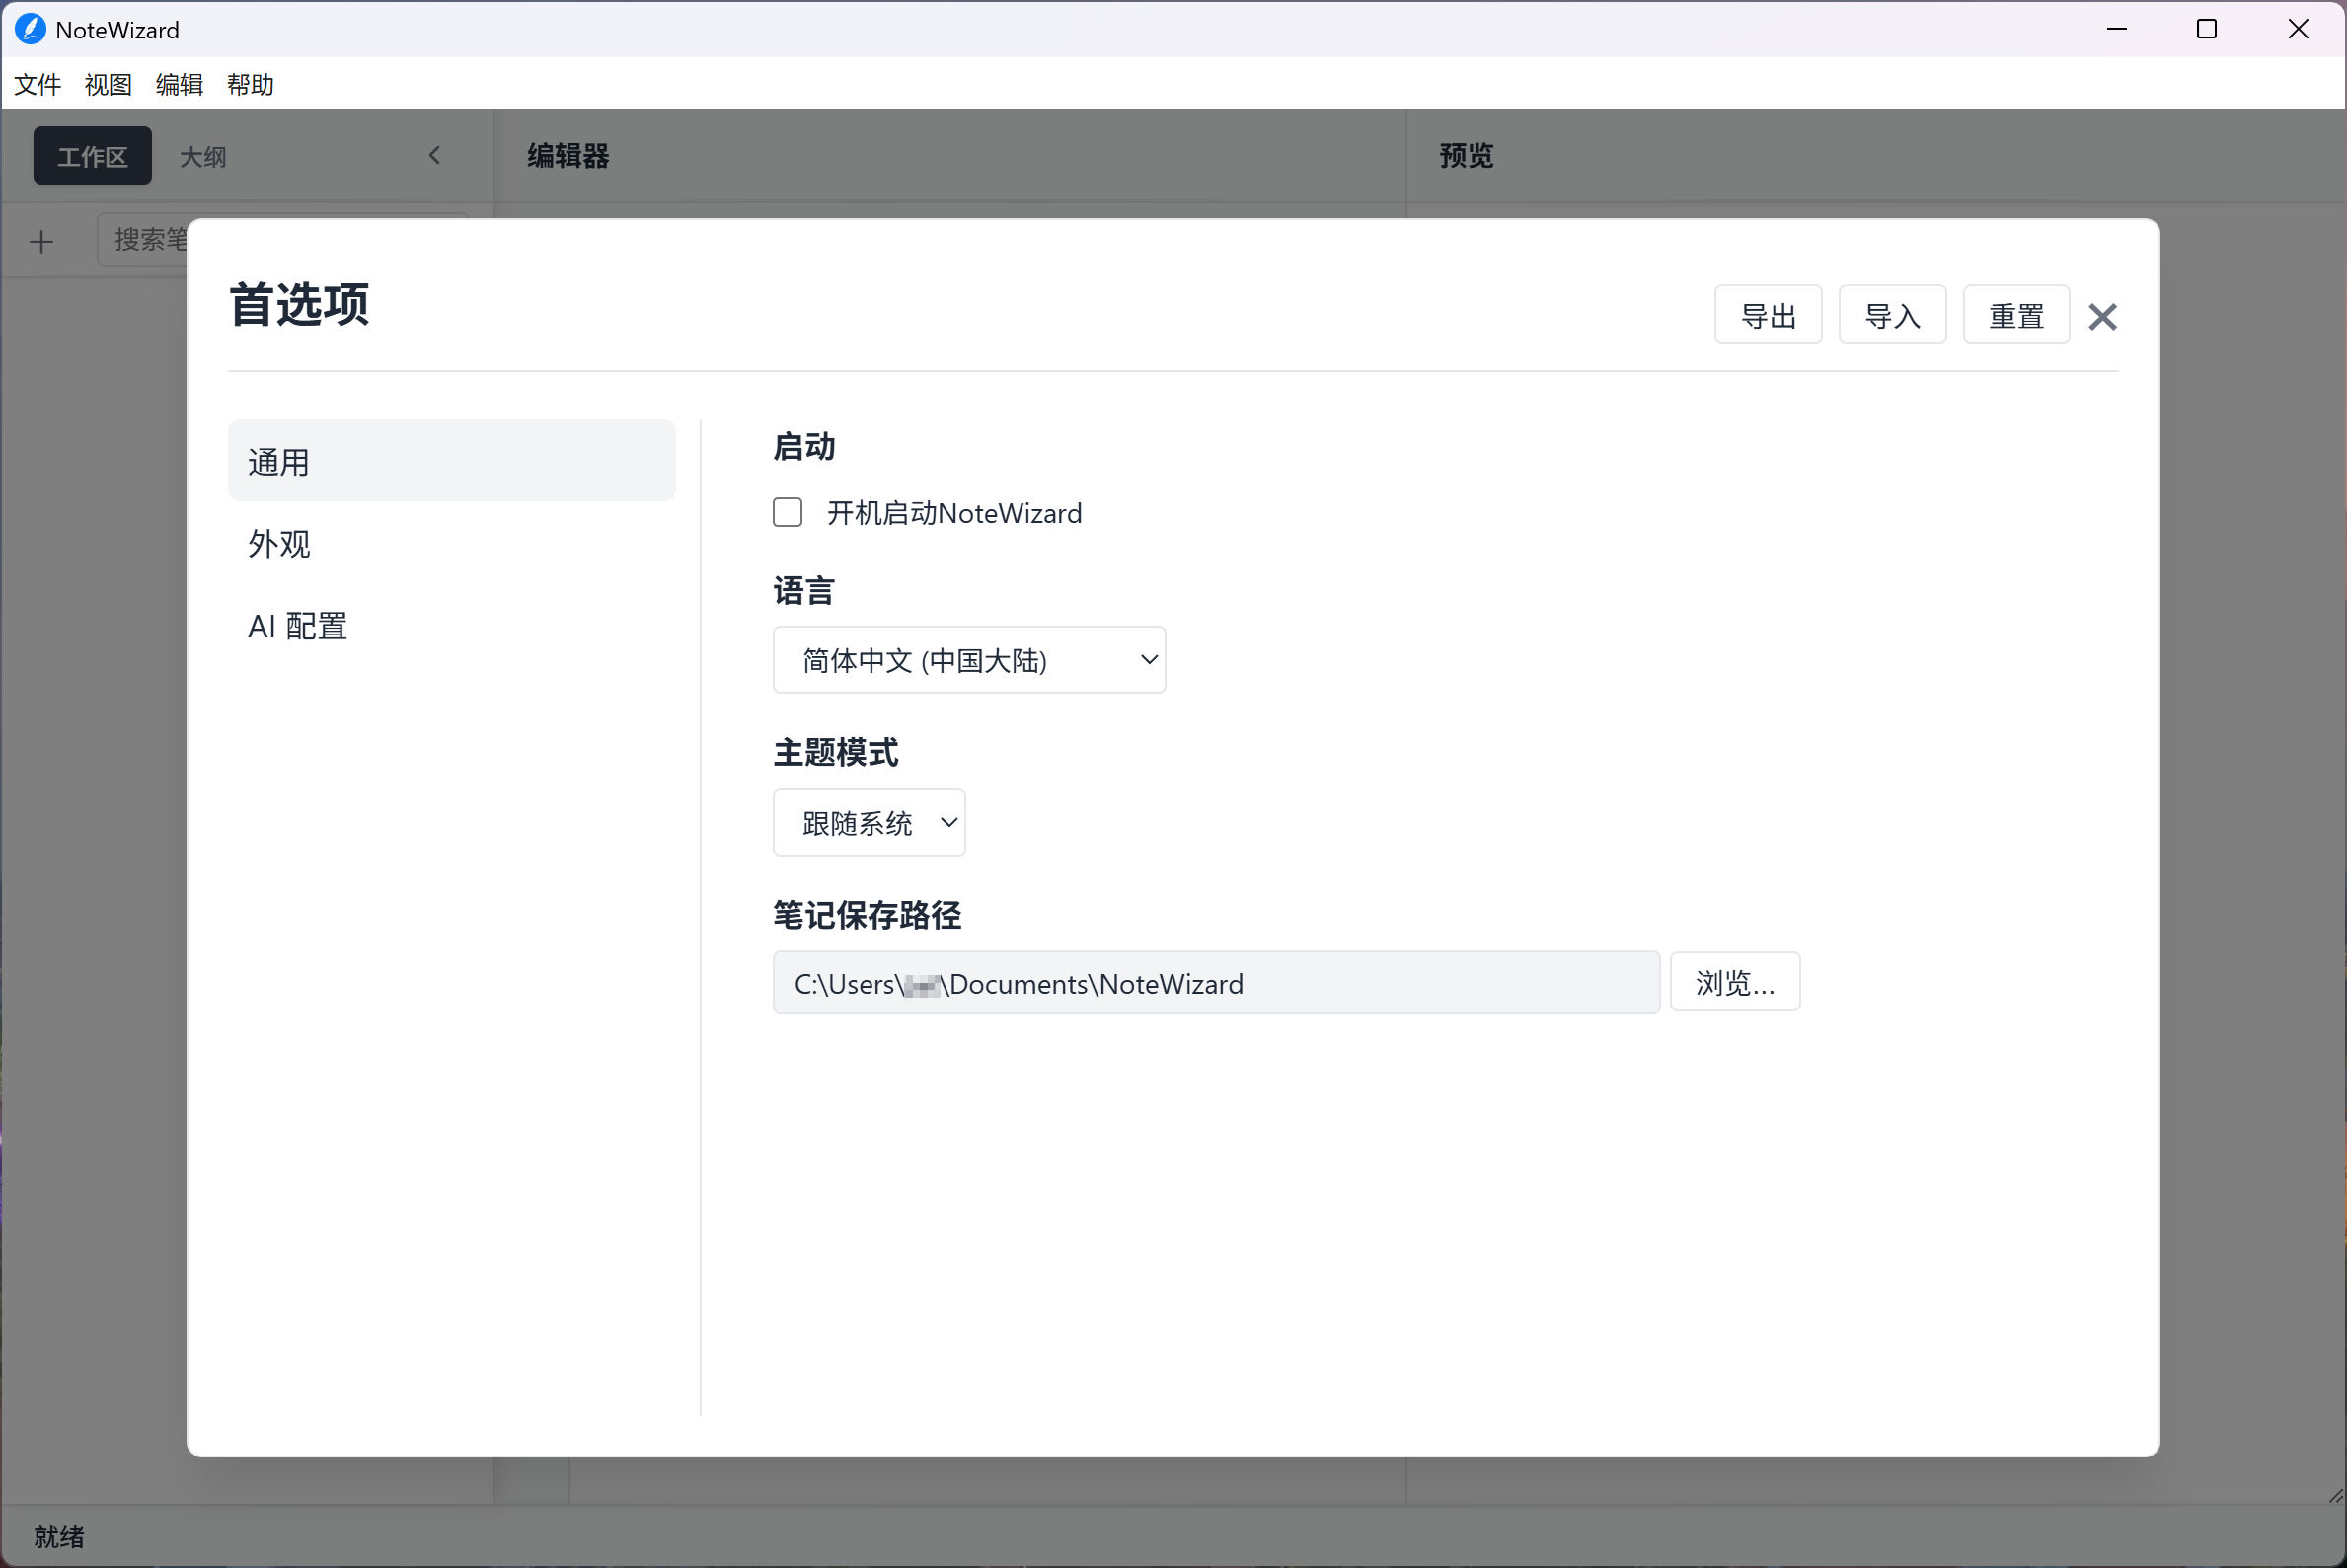 NoteWizard
文件 视图 编辑 帮助
工作区 大纲 编辑器 预览
搜索笔
首选项
导出 导入 重置
通用
外观
AI 配置
启动
开机启动NoteWizard
语言
简体中文 (中国大陆)
主题模式
跟随系统
笔记保存路径
C:\Users\ \Documents\NoteWizard
浏览...
就绪